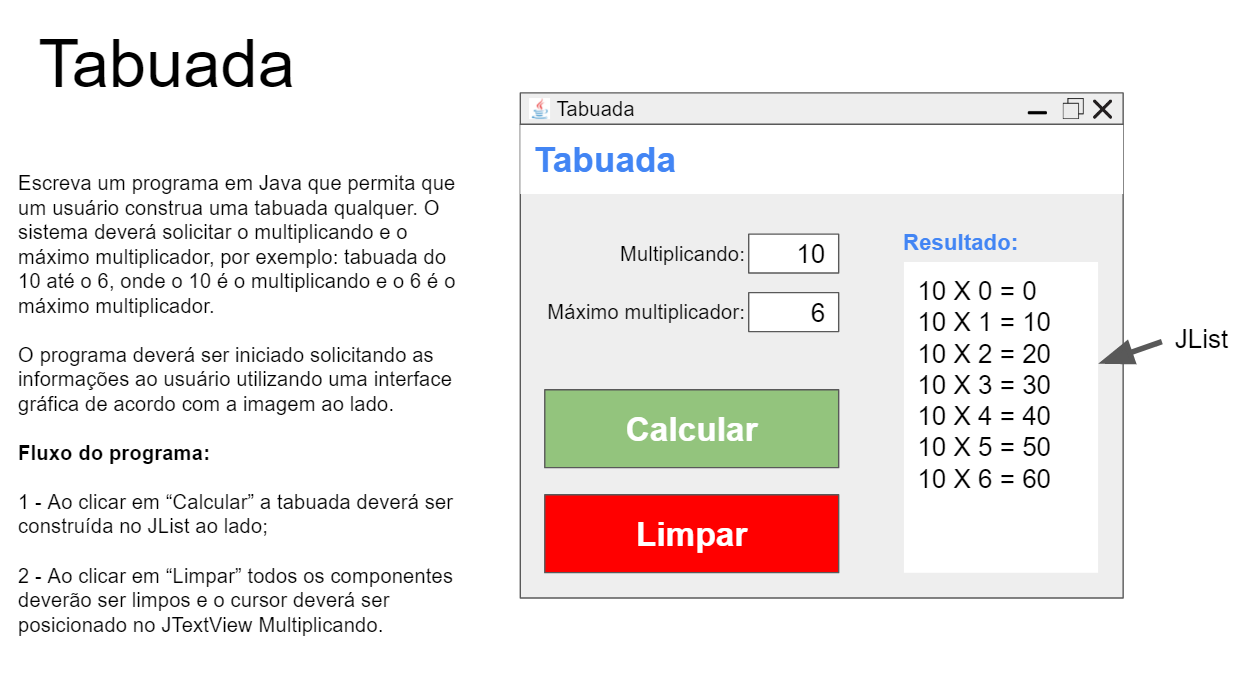 Tabuada
Escreva um programa em Java que permita que
um usuário construa uma tabuada qualquer. O
sistema deverá solicitar o multiplicando e o
máximo multiplicador, por exemplo: tabuada do
10 até o 6, onde o 10 é o multiplicando e o 6 é o
máximo multiplicador.
O programa deverá ser iniciado solicitando as
informações ao usuário utilizando uma interface
gráfica de acordo com a imagem ao lado.
Fluxo do programa:
1 - Ao clicar em “Calcular” a tabuada deverá ser
construída no JList ao lado;
2 - Ao clicar em “Limpar” todos os componentes
deverão ser limpos e o cursor deverá ser
posicionado no JTextView Multiplicando.
Tabuada
Tabuada
Multiplicando: 10
Máximo multiplicador: 6
Calcular
Limpar
Resultado:
10 X 0 = 0
10 X 1 = 10
10 X 2 = 20
10 X 3 = 30
10 X 4 = 40
10 X 5 = 50
10 X 6 = 60
JList